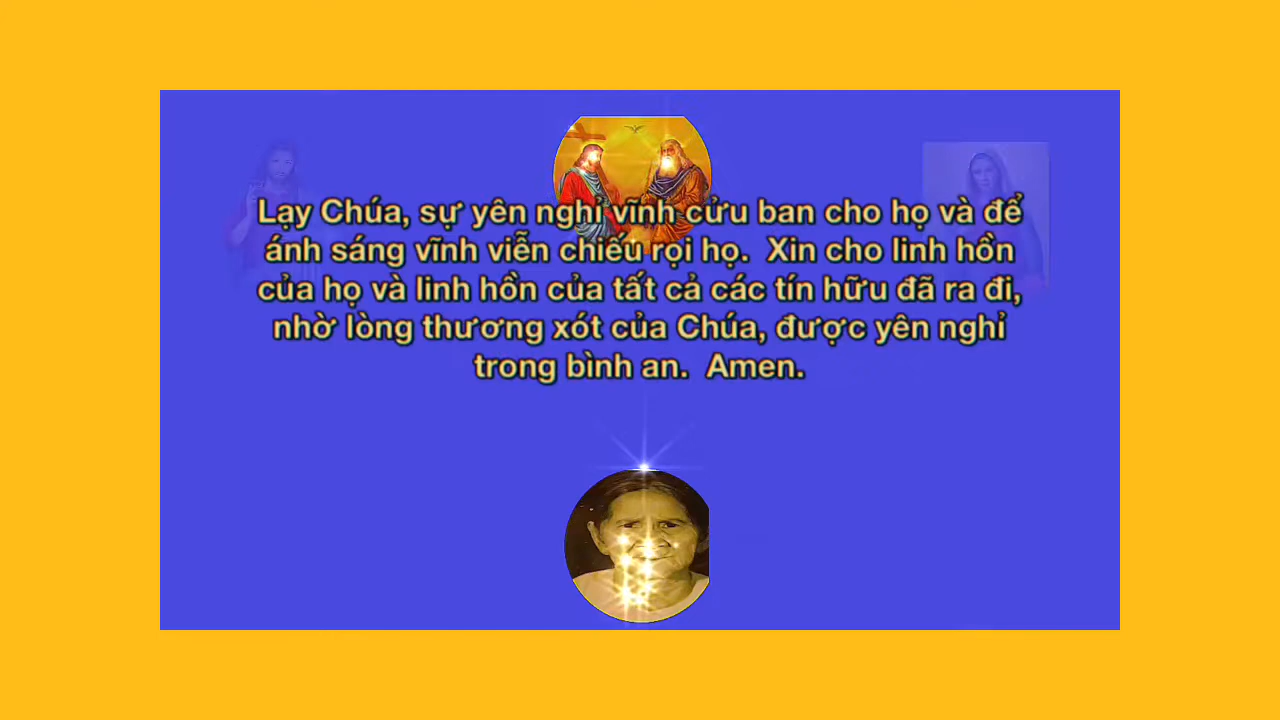 Lạy Chúa, sự yên nghỉ vĩnh cửu ban cho họ và để
ánh sáng vĩnh viễn chiếu rọi họ.  Xin cho linh hồn
của họ và linh hồn của tất cả các tín hữu đã ra đi,
nhờ lòng thương xót của Chúa, được yên nghỉ
trong bình an.  Amen.